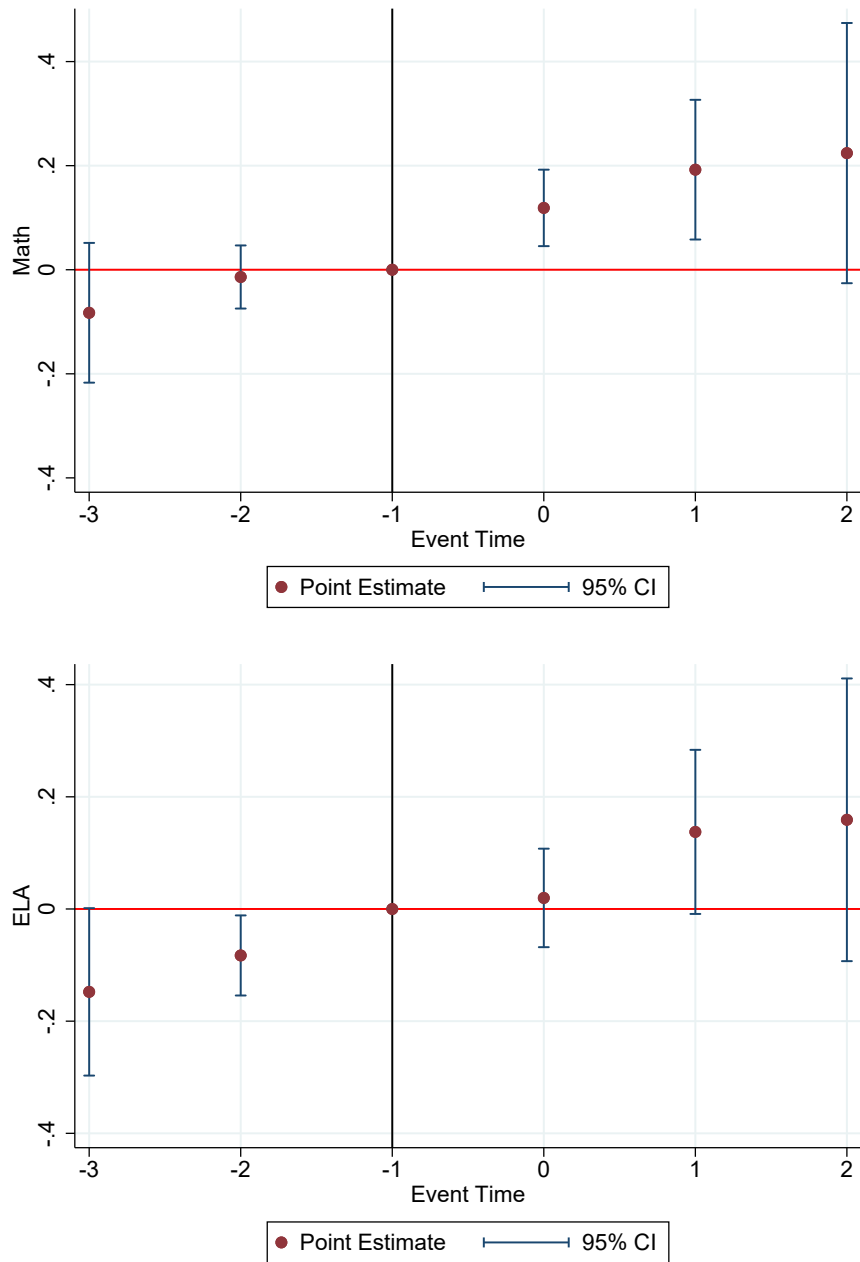 .4
.2
Math
0
-.2
-.4
-3 -2 -1 0 1 2
Event Time
Point Estimate 95% CI
.4
.2
ELA
0
-.2
-.4
-3 -2 -1 0 1 2
Event Time
Point Estimate 95% CI